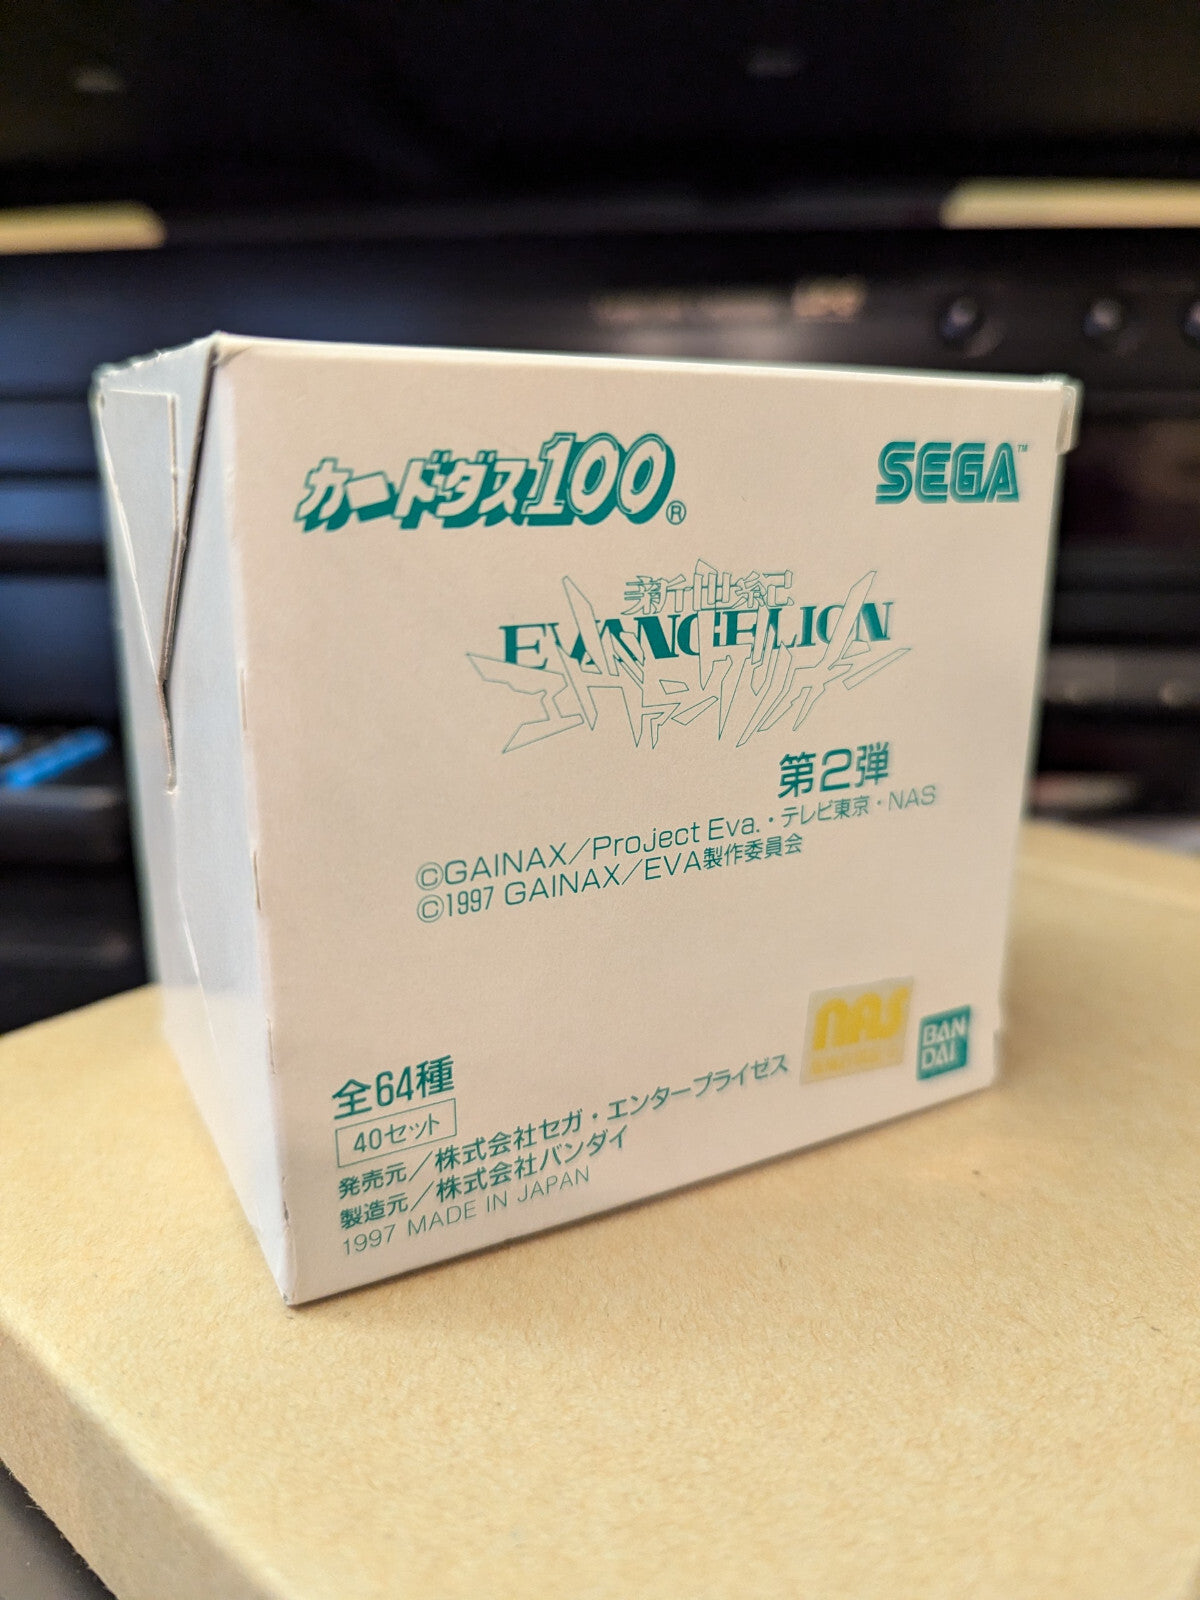 カードダス100®
SEGA™
新世紀
EVANGELION
エヴァンゲリオン
第2弾
©GAINAX/Project Eva.・テレビ東京・NAS
©1997 GAINAX/EVA製作委員会
NAS
BAN
DAI
全64種
40セット
発売元/株式会社セガ・エンタープライゼス
製造元/株式会社バンダイ
1997 MADE IN JAPAN